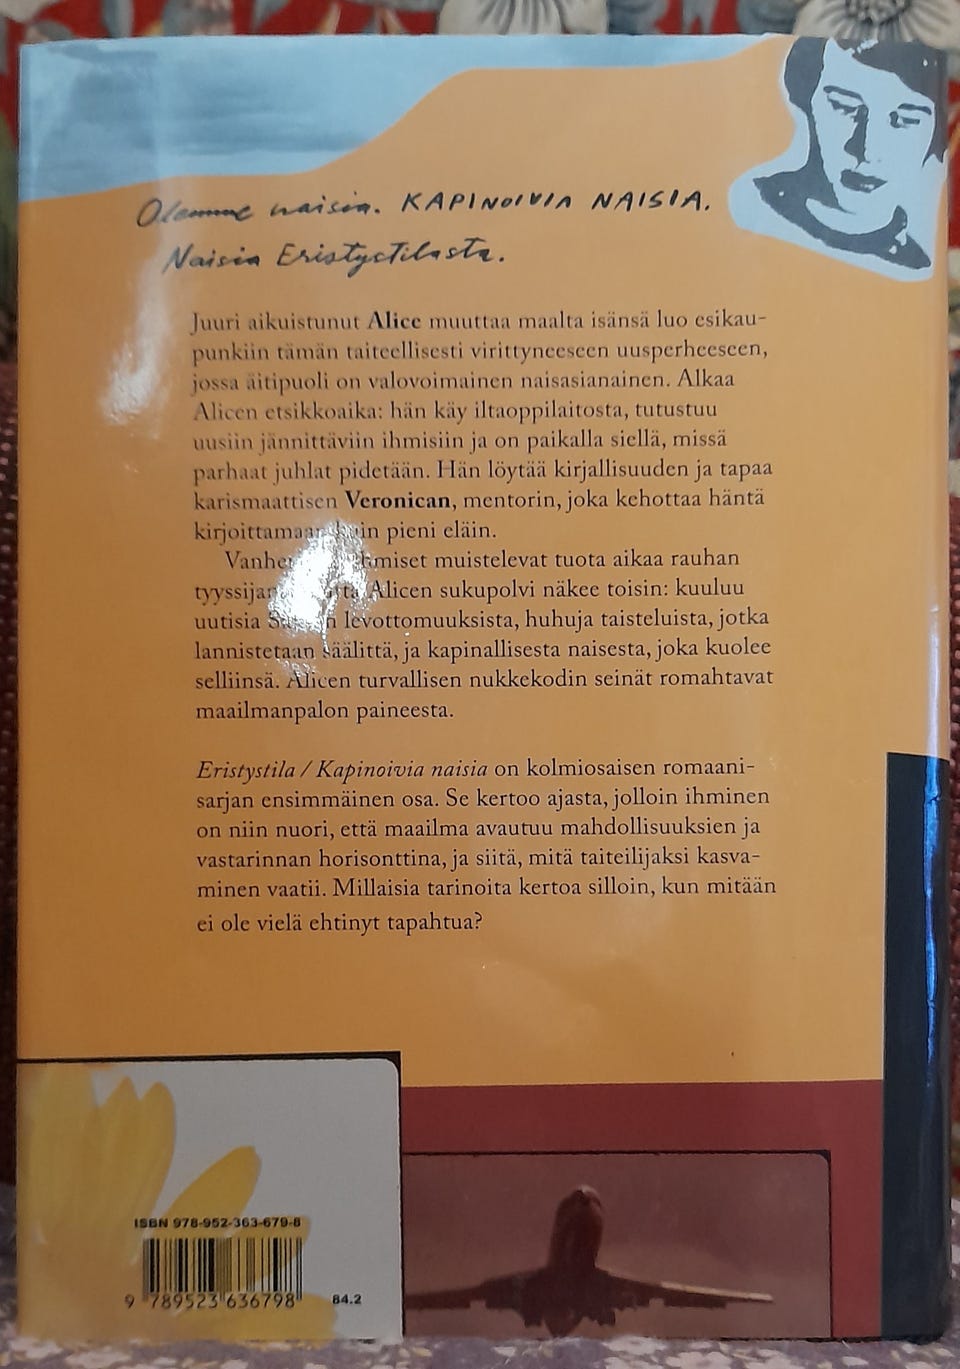 Olemme naisia. KAPINOIVIA NAISIA.
Naisia Eristystilasta.
Juuri aikuistunut Alice muuttaa maalta isänsä luo esikau-
punkiin tämän taiteellisesti virittyneeseen uusperheeseen,
jossa äitipuoli on valovoimainen naisasianainen. Alkaa
Alicen etsikkoaika: hän käy iltaoppilaitosta, tutustuu
uusiin jännittäviin ihmisiin ja on paikalla siellä, missä
parhaat juhlat pidetään. Hän löytää kirjallisuuden ja tapaa
karismaattisen Veronican, mentorin, joka kehottaa häntä
kirjoittamaan kuin pieni eläin.
muistelevat tuota aikaa rauhan
Alicen sukupolvi näkee toisin: kuuluu
uutisia levottomuuksista, huhuja taisteluista, jotka
lannistetaan säälittä, ja kapinallisesta naisesta, joka kuolee
selliinsä. Alicen turvallisen nukkekodin seinät romahtavat
maailmanpalon paineesta.
Eristystila / Kapinoivia naisia on kolmiosaisen romaani-
sarjan ensimmäinen osa. Se kertoo ajasta, jolloin ihminen
on niin nuori, että maailma avautuu mahdollisuuksien ja
vastarinnan horisonttina, ja siitä, mitä taiteilijaksi kasva-
minen vaatii. Millaisia tarinoita kertoa silloin, kun mitään
ei ole vielä ehtinyt tapahtua?
ISBN 978-952-363-679-8
9 789523 636798 84.2